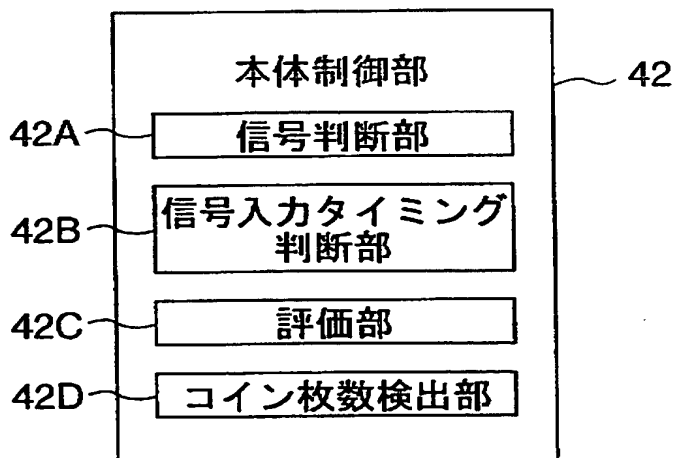 本体制御部
42
42A
信号判断部
42B
信号入力タイミング
判断部
42C
評価部
42D
コイン枚数検出部